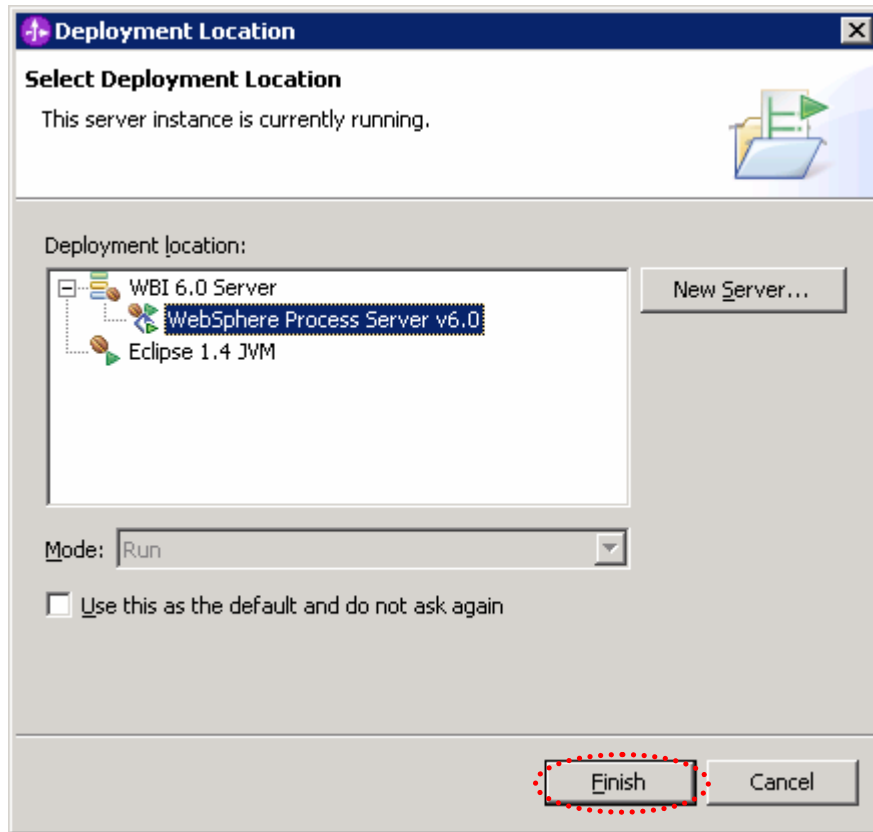 Deployment Location
Select Deployment Location
This server instance is currently running.
Deployment location:
WBI 6.0 Server
New Server...
WebSphere Process Server v6.0
Eclipse 1.4 JVM
Mode: Run
Use this as the default and do not ask again
Finish Cancel